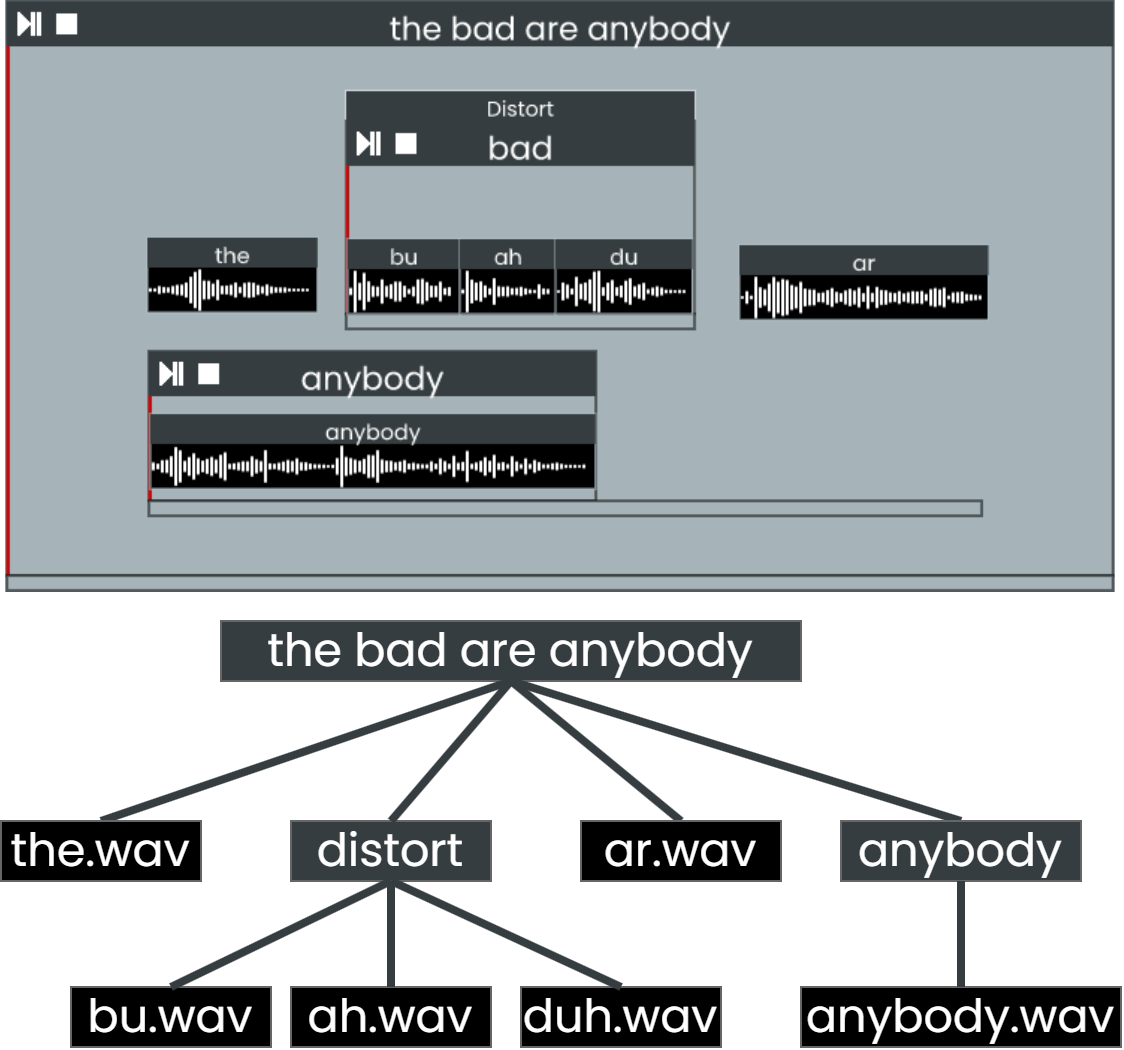 the bad are anybody
Distort
bad
the
bu
ah
du
ar
anybody
anybody
the bad are anybody
the.wav
distort
ar.wav
anybody
bu.wav
ah.wav
duh.wav
anybody.wav